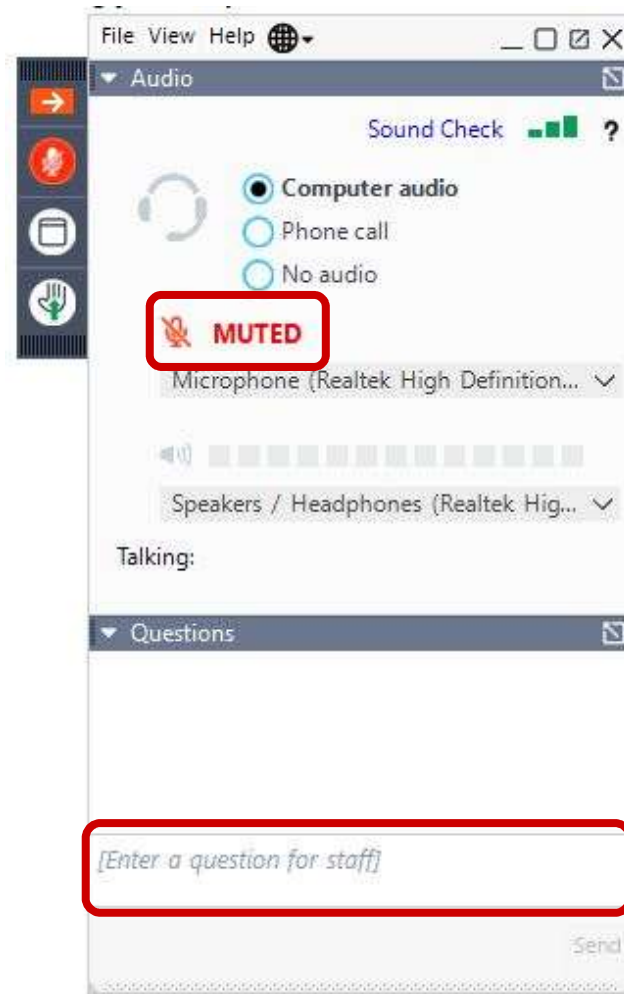 File View Help
Audio
Sound Check ?
Computer audio
Phone call
No audio
MUTED
Microphone (Realtek High Definition...
Speakers / Headphones (Realtek Hig...
Talking:
Questions
[Enter a question for staff]
Send